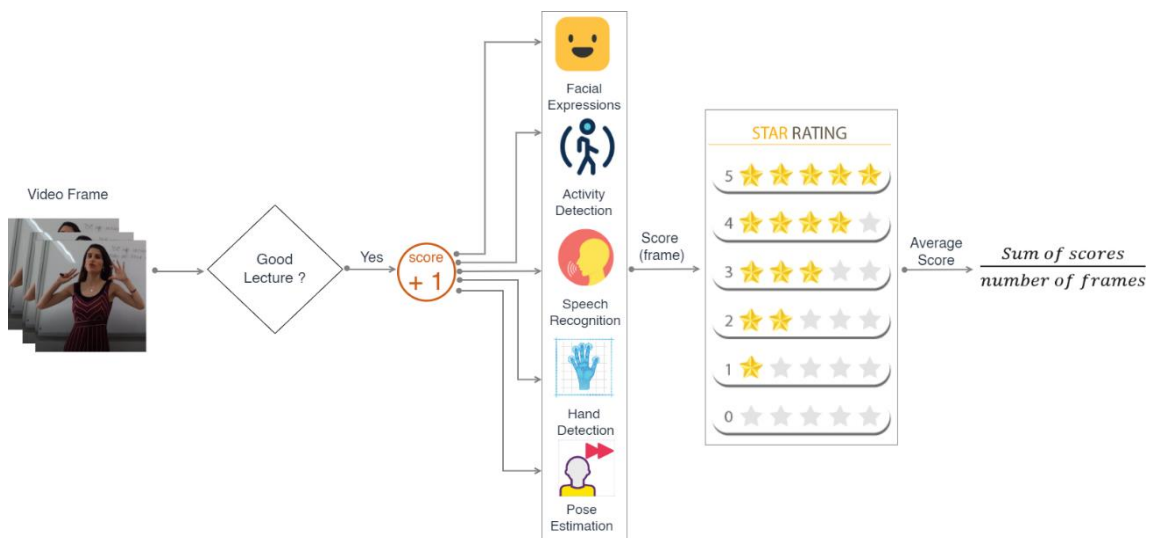 Video Frame
Good
Lecture ?
Yes
score
+ 1
Facial
Expressions
Activity
Detection
Speech
Recognition
Hand
Detection
Pose
Estimation
Score
(frame)
STAR RATING
5
4
3
2
1
0
Average
Score
Sum of scores
number of frames